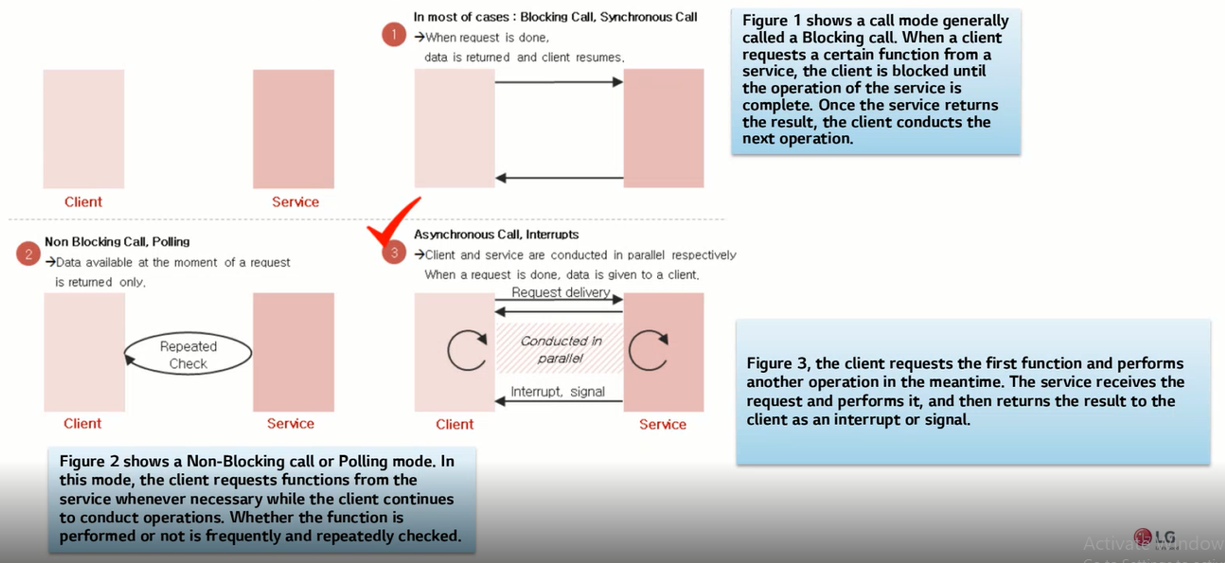 In most of cases : Blocking Call, Synchronous Call
1
→When request is done,
data is returned and client resumes.
Client
Service
Figure 1 shows a call mode generally
called a Blocking call. When a client
requests a certain function from a
service, the client is blocked until
the operation of the service is
complete. Once the service returns
the result, the client conducts the
next operation.
2
Non Blocking Call, Polling
→Data available at the moment of a request
is returned only.
Repeated
Check
Client
Service
3
Asynchronous Call, Interrupts
→Client and service are conducted in parallel respectively
When a request is done, data is given to a client.
Request delivery
Conducted in
parallel
Interrupt, signal
Client
Service
Figure 3, the client requests the first function and performs
another operation in the meantime. The service receives the
request and performs it, and then returns the result to the
client as an interrupt or signal.
Figure 2 shows a Non-Blocking call or Polling mode. In
this mode, the client requests functions from the
service whenever necessary while the client continues
to conduct operations. Whether the function is
performed or not is frequently and repeatedly checked.
LG
Activate Window